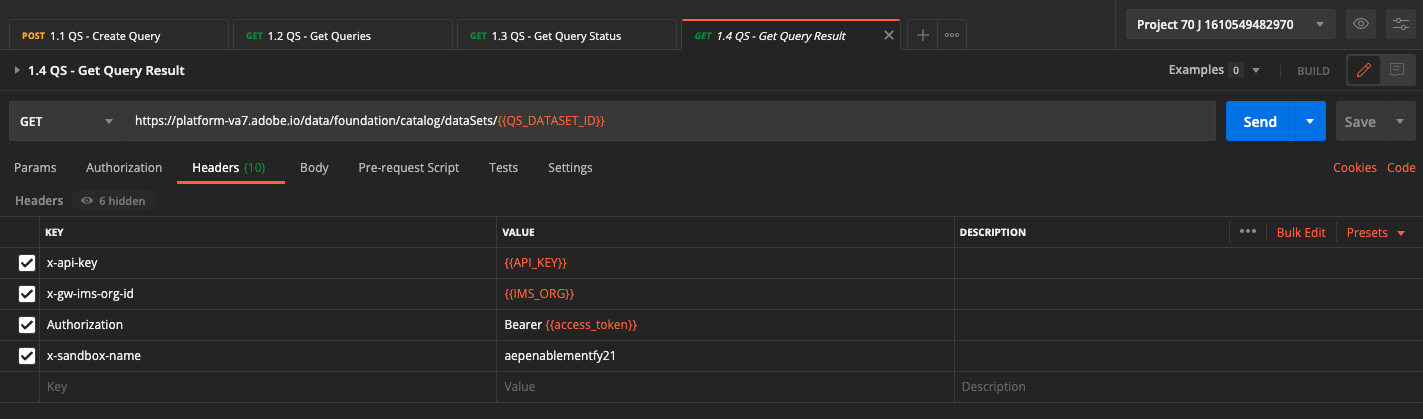 POST 1.1 QS - Create Query GET 1.2 QS - Get Queries GET 1.3 QS - Get Query Status GET 1.4 QS - Get Query Result Project 70 J 1610549482970
1.4 QS - Get Query Result Examples 0 BUILD
GET https://platform-va7.adobe.io/data/foundation/catalog/dataSets/{{QS_DATASET_ID}} Send Save
Params Authorization Headers (10) Body Pre-request Script Tests Settings Cookies Code
Headers 6 hidden
KEY VALUE DESCRIPTION Bulk Edit Presets
x-api-key {{API_KEY}}
x-gw-ims-org-id {{IMS_ORG}}
Authorization Bearer {{access_token}}
x-sandbox-name aepenablementfy21
Key Value Description